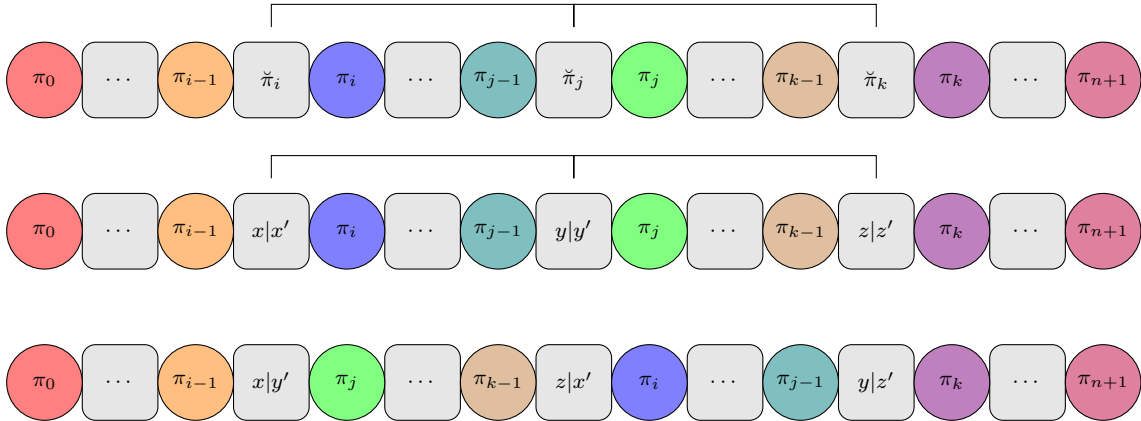 π₀ ⋯ πᵢ₋₁ π̆ᵢ πᵢ ⋯ πⱼ₋₁ π̆ⱼ πⱼ ⋯ πₖ₋₁ π̆ₖ πₖ ⋯ πₙ₊₁
π₀ ⋯ πᵢ₋₁ x|x′ πᵢ ⋯ πⱼ₋₁ y|y′ πⱼ ⋯ πₖ₋₁ z|z′ πₖ ⋯ πₙ₊₁
π₀ ⋯ πᵢ₋₁ x|y′ πⱼ ⋯ πₖ₋₁ z|x′ πᵢ ⋯ πⱼ₋₁ y|z′ πₖ ⋯ πₙ₊₁